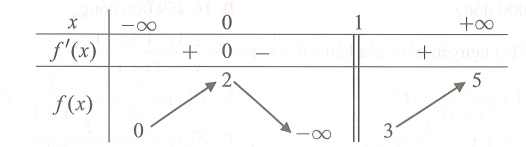 x −∞ 0 1 +∞
f′(x) + 0 − +
2 5
f(x)
0 −∞ 3